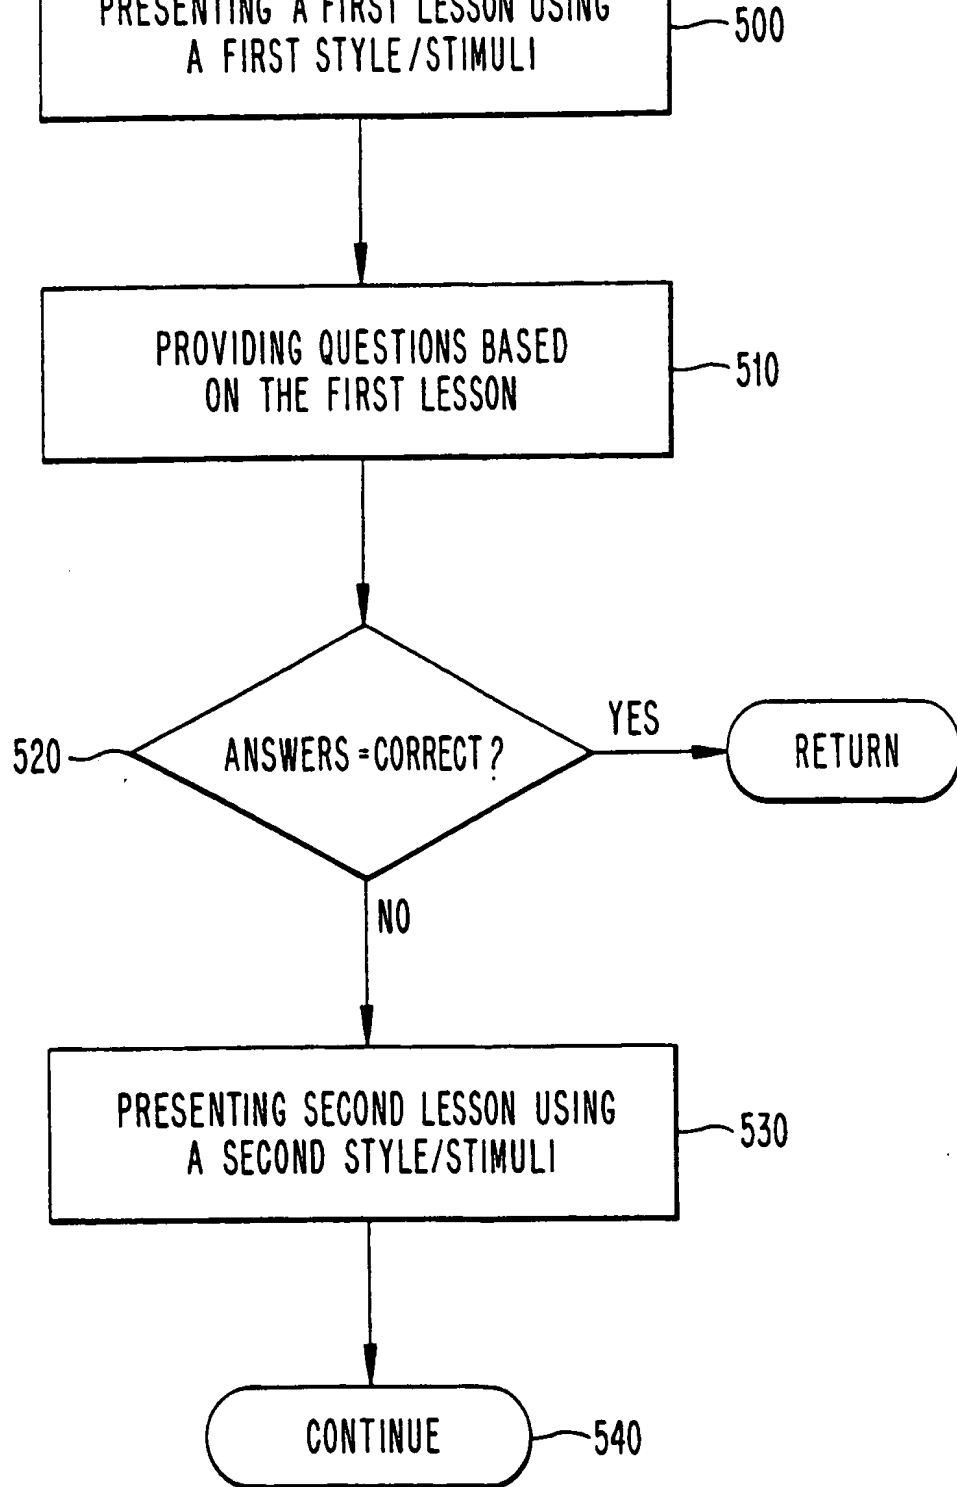 PRESENTING A FIRST LESSON USING
A FIRST STYLE/STIMULI
500
PROVIDING QUESTIONS BASED
ON THE FIRST LESSON
510
520
ANSWERS=CORRECT?
YES
RETURN
NO
PRESENTING SECOND LESSON USING
A SECOND STYLE/STIMULI
530
CONTINUE
540